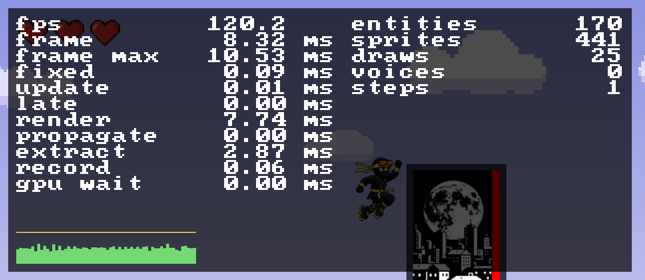 fps 120.2 entities 170
frame 8.32 ms sprites 441
frame max 10.53 ms draws 25
fixed 0.09 ms voices 0
update 0.01 ms steps 1
late 0.00 ms
render 7.74 ms
propagate 0.00 ms
extract 2.87 ms
record 0.06 ms
gpu wait 0.00 ms